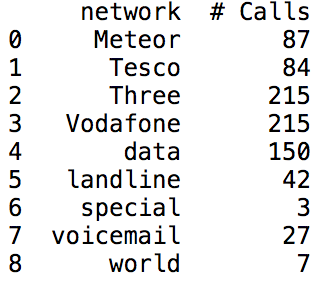 network # Calls
0 Meteor 87
1 Tesco 84
2 Three 215
3 Vodafone 215
4 data 150
5 landline 42
6 special 3
7 voicemail 27
8 world 7